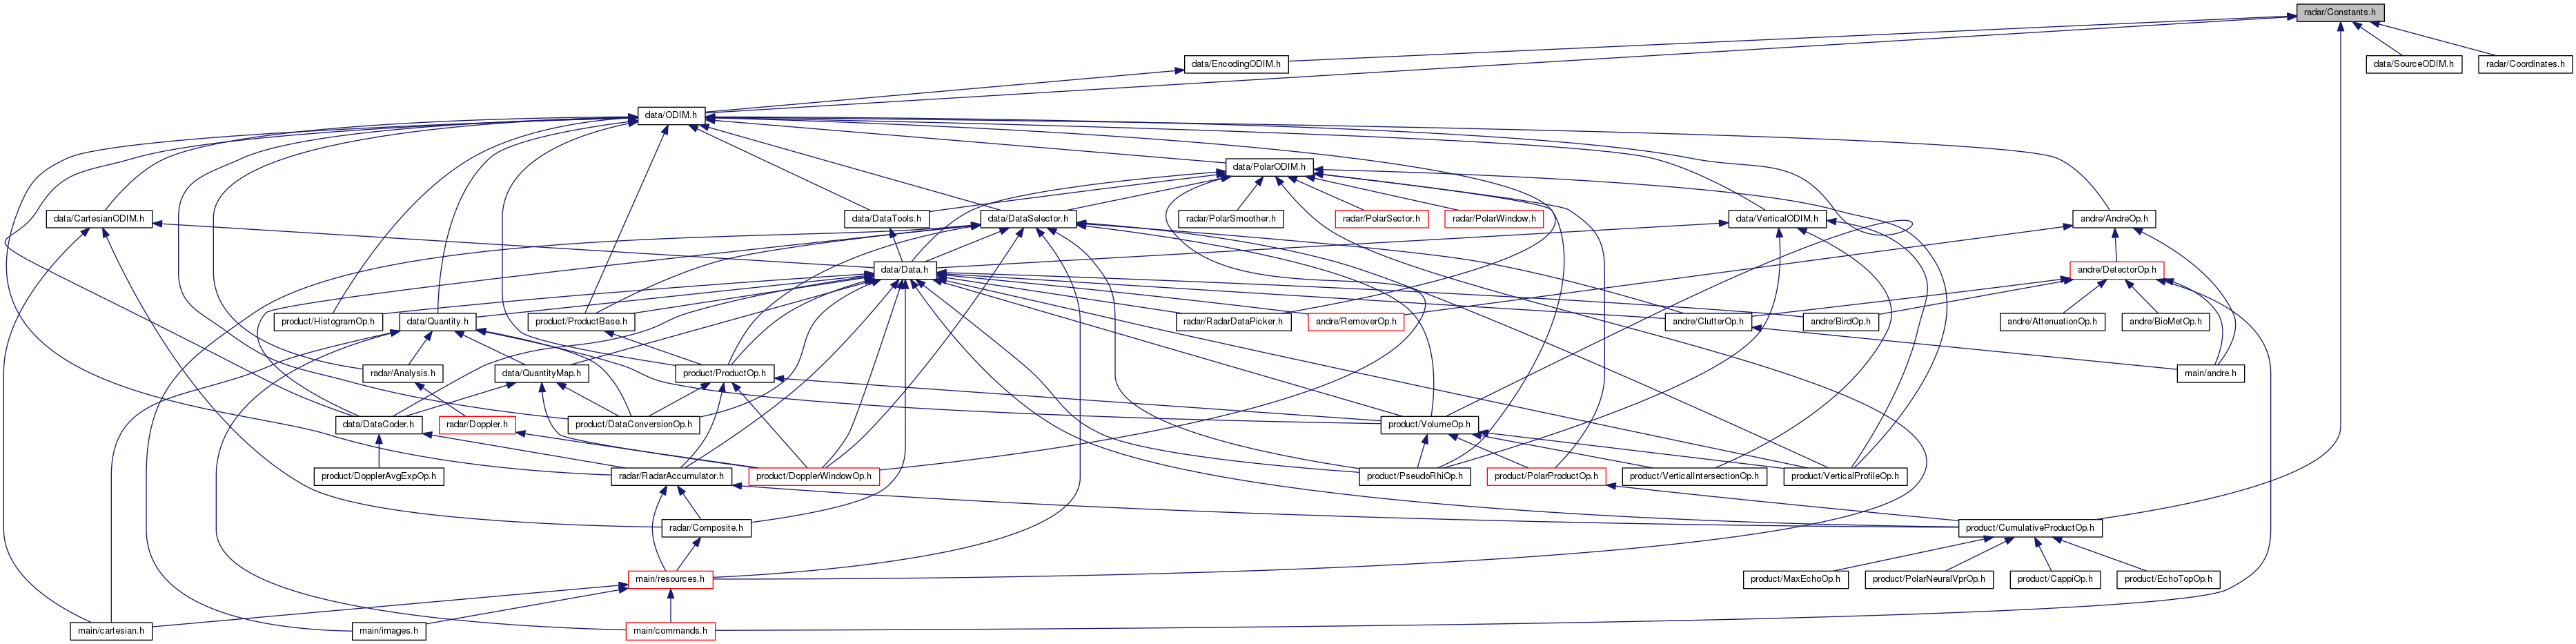 radar/Constants.h
data/EncodingODIM.h
data/SourceODIM.h
radar/Coordinates.h
data/ODIM.h
data/PolarODIM.h
data/CartesianODIM.h
data/DataTools.h
data/DataSelector.h
radar/PolarSmoother.h
radar/PolarSector.h
radar/PolarWindow.h
data/VerticalODIM.h
andre/AndreOp.h
data/Data.h
andre/DetectorOp.h
product/HistogramOp.h
data/Quantity.h
product/ProductBase.h
radar/RadarDataPicker.h
andre/RemoverOp.h
andre/ClutterOp.h
andre/BirdOp.h
andre/AttenuationOp.h
andre/BioMetOp.h
radar/Analysis.h
data/QuantityMap.h
product/ProductOp.h
main/andre.h
data/DataCoder.h
radar/Doppler.h
product/DataConversionOp.h
product/VolumeOp.h
product/DopplerAvgExpOp.h
radar/RadarAccumulator.h
product/DopplerWindowOp.h
product/PseudoRhiOp.h
product/PolarProductOp.h
product/VerticalIntersectionOp.h
product/VerticalProfileOp.h
radar/Composite.h
product/CumulativeProductOp.h
main/resources.h
product/MaxEchoOp.h
product/PolarNeuralVprOp.h
product/CappiOp.h
product/EchoTopOp.h
main/cartesian.h
main/images.h
main/commands.h